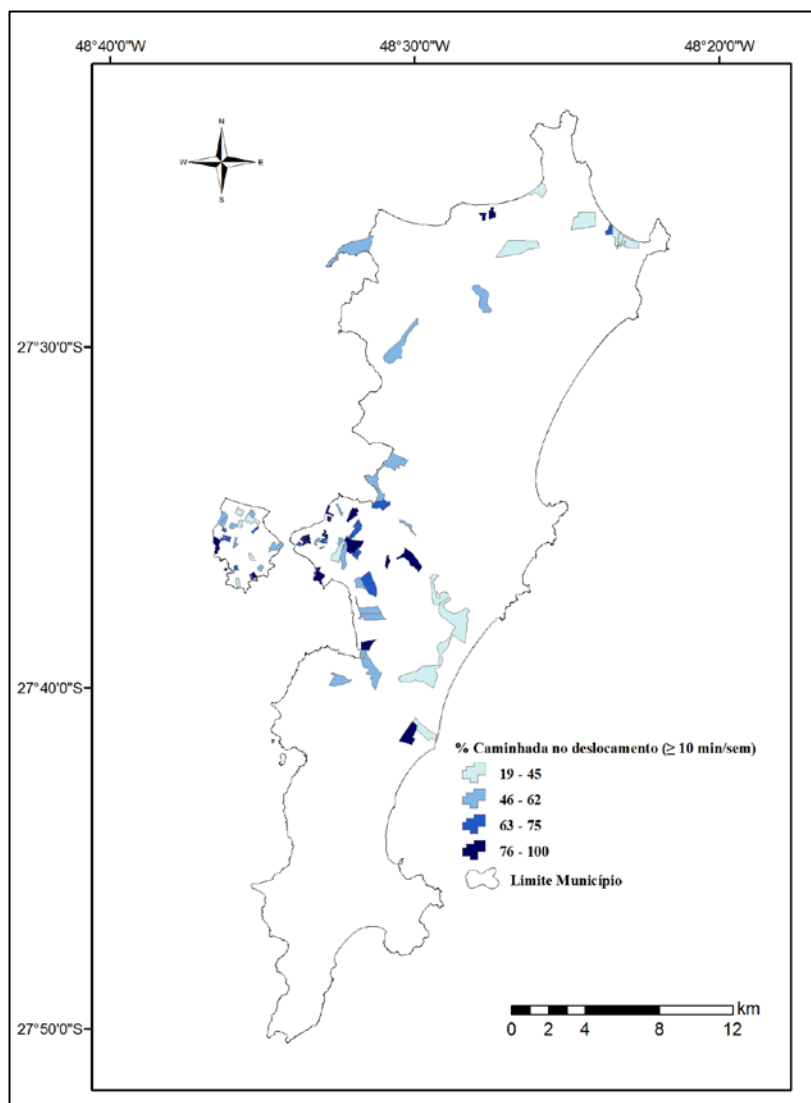 48°40'0"W 48°30'0"W 48°20'0"W
N
W E
S
27°30'0"S
27°40'0"S
% Caminhada no deslocamento (≥ 10 min/sem)
19 - 45
46 - 62
63 - 75
76 - 100
Limite Município
27°50'0"S
km
0 2 4 8 12